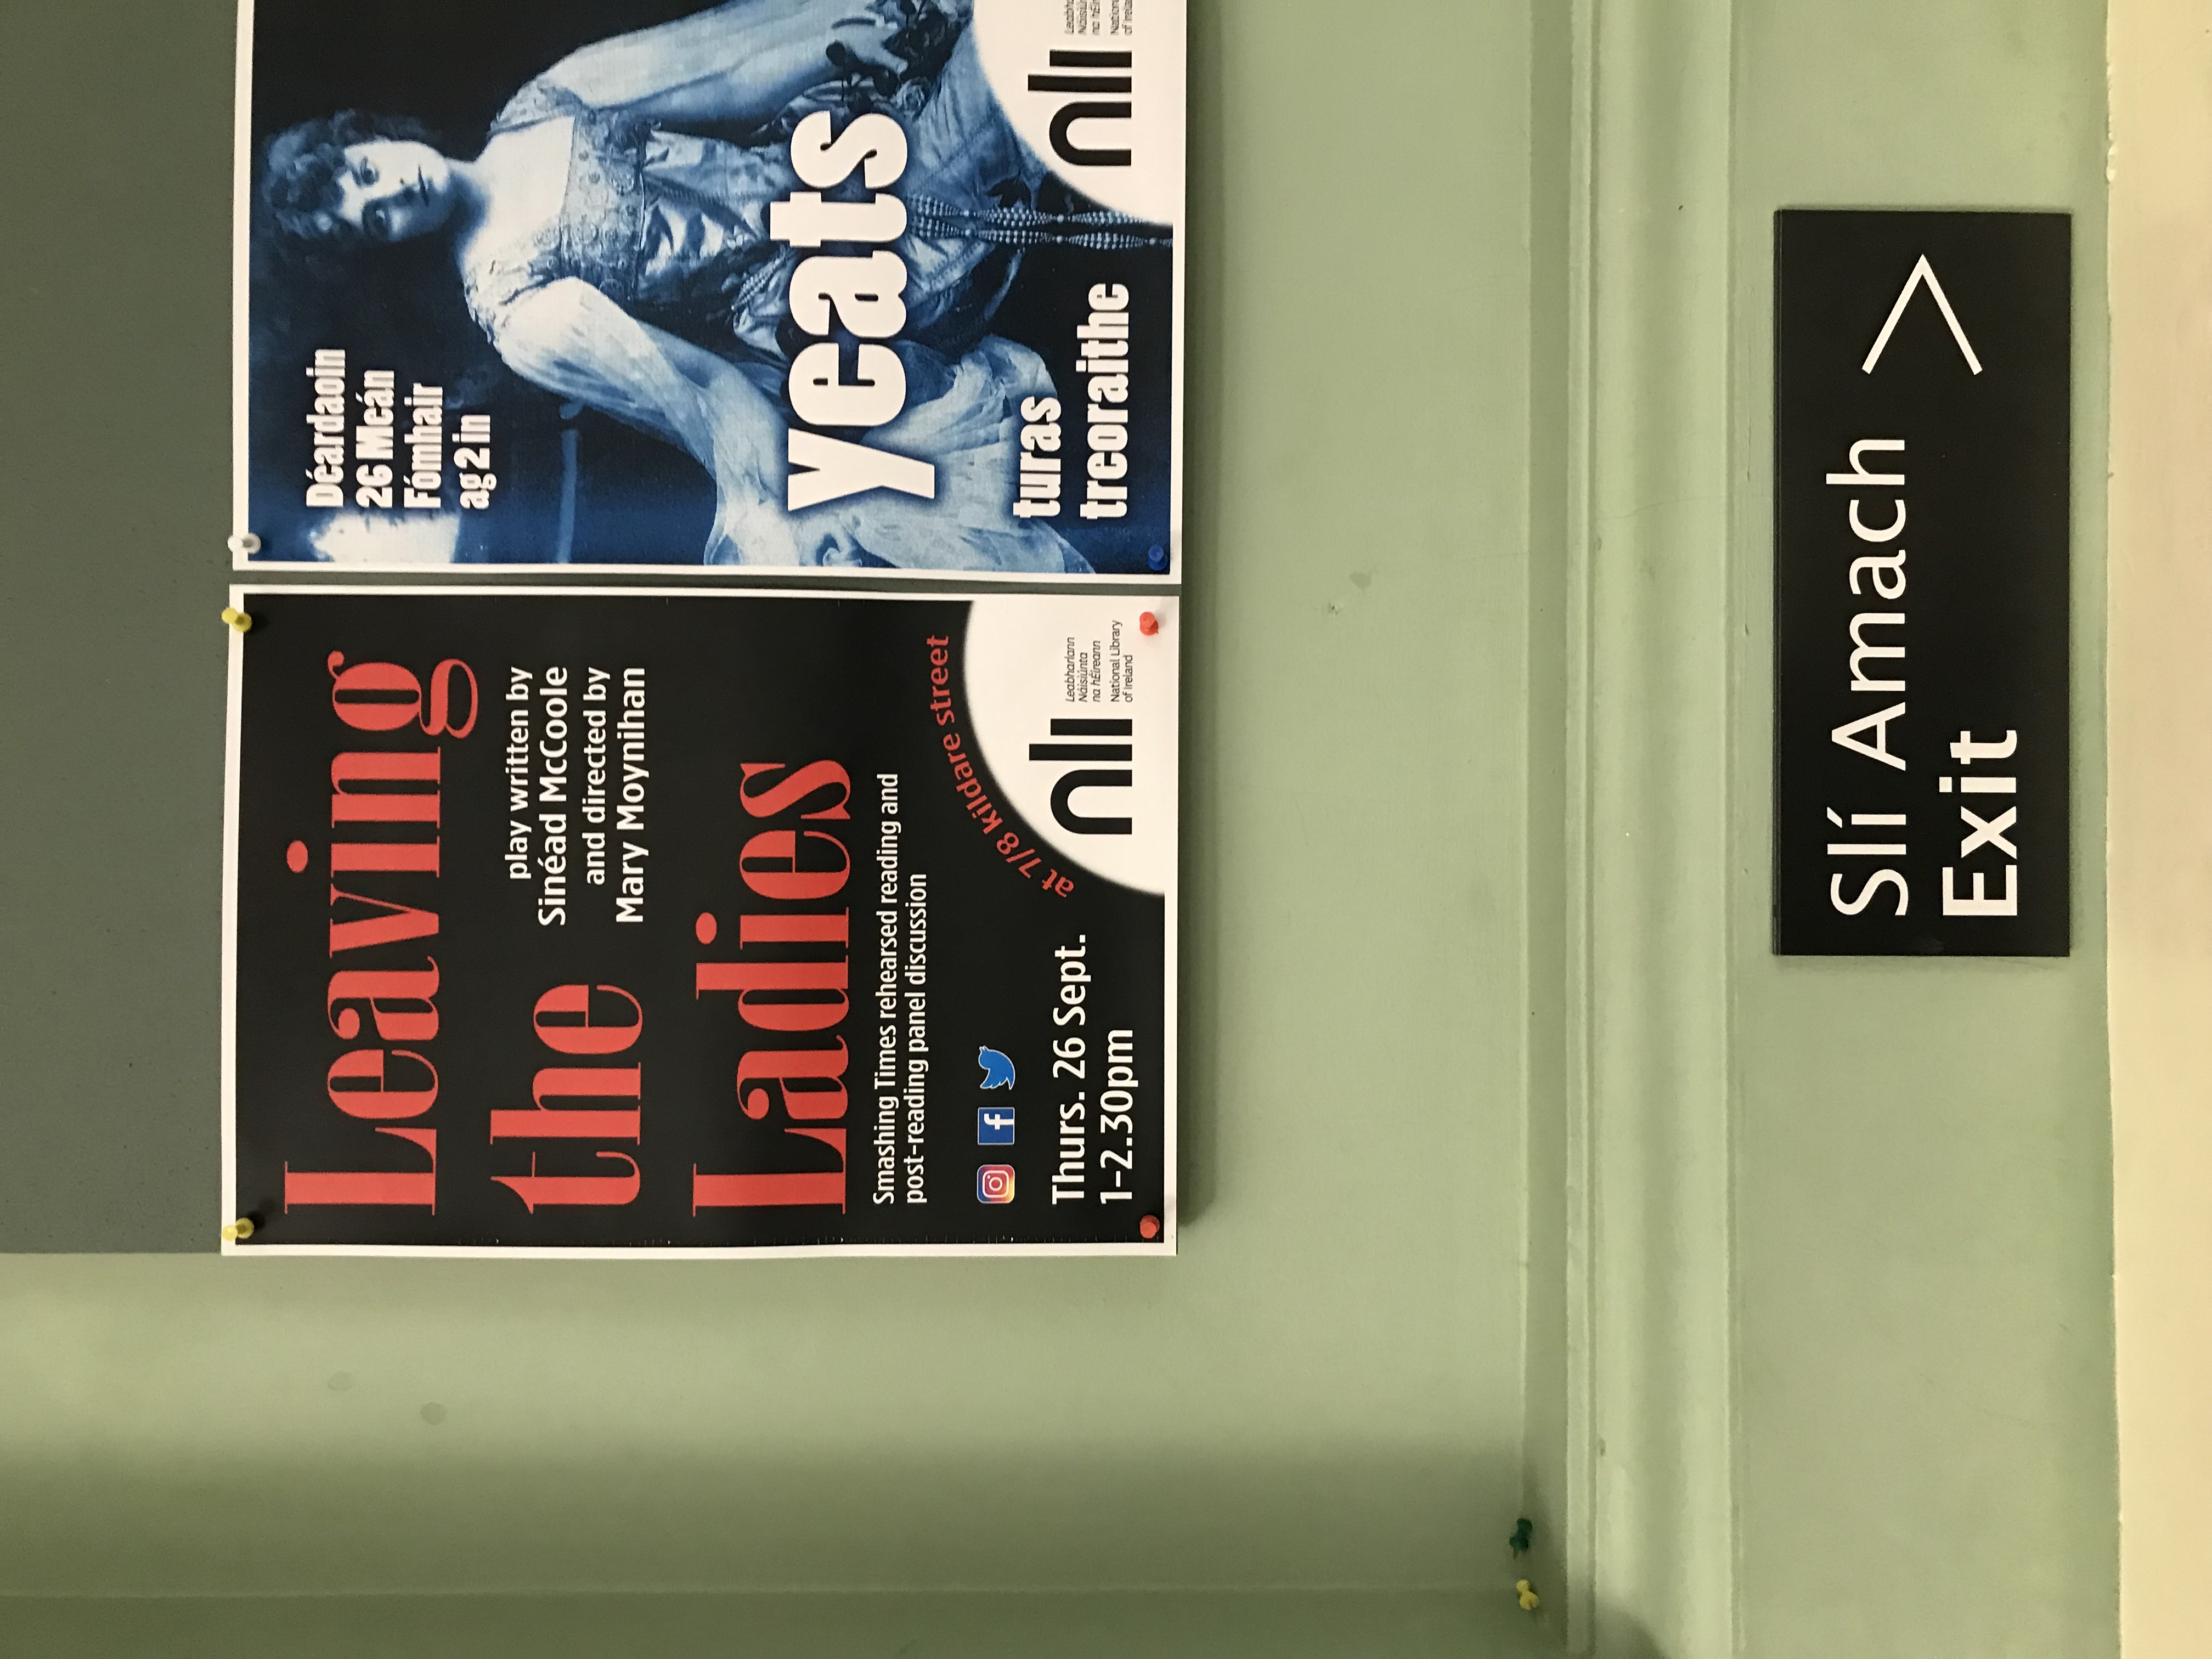 Leaving
the
play written by
Sinéad McCoole
and directed by
Mary Moynihan
Ladies
Smashing Times rehearsed reading and
post-reading panel discussion
at 7/8 kildare street
Thurs. 26 Sept.
1-2.30pm
nli
Leabharlann
Náisiúnta
na hÉireann
National Library
of Ireland
Déardaoin
26 Meán
Fómhair
ag 2 in
yeats
turas
treoraithe
nli
of
Slí Amach
Exit